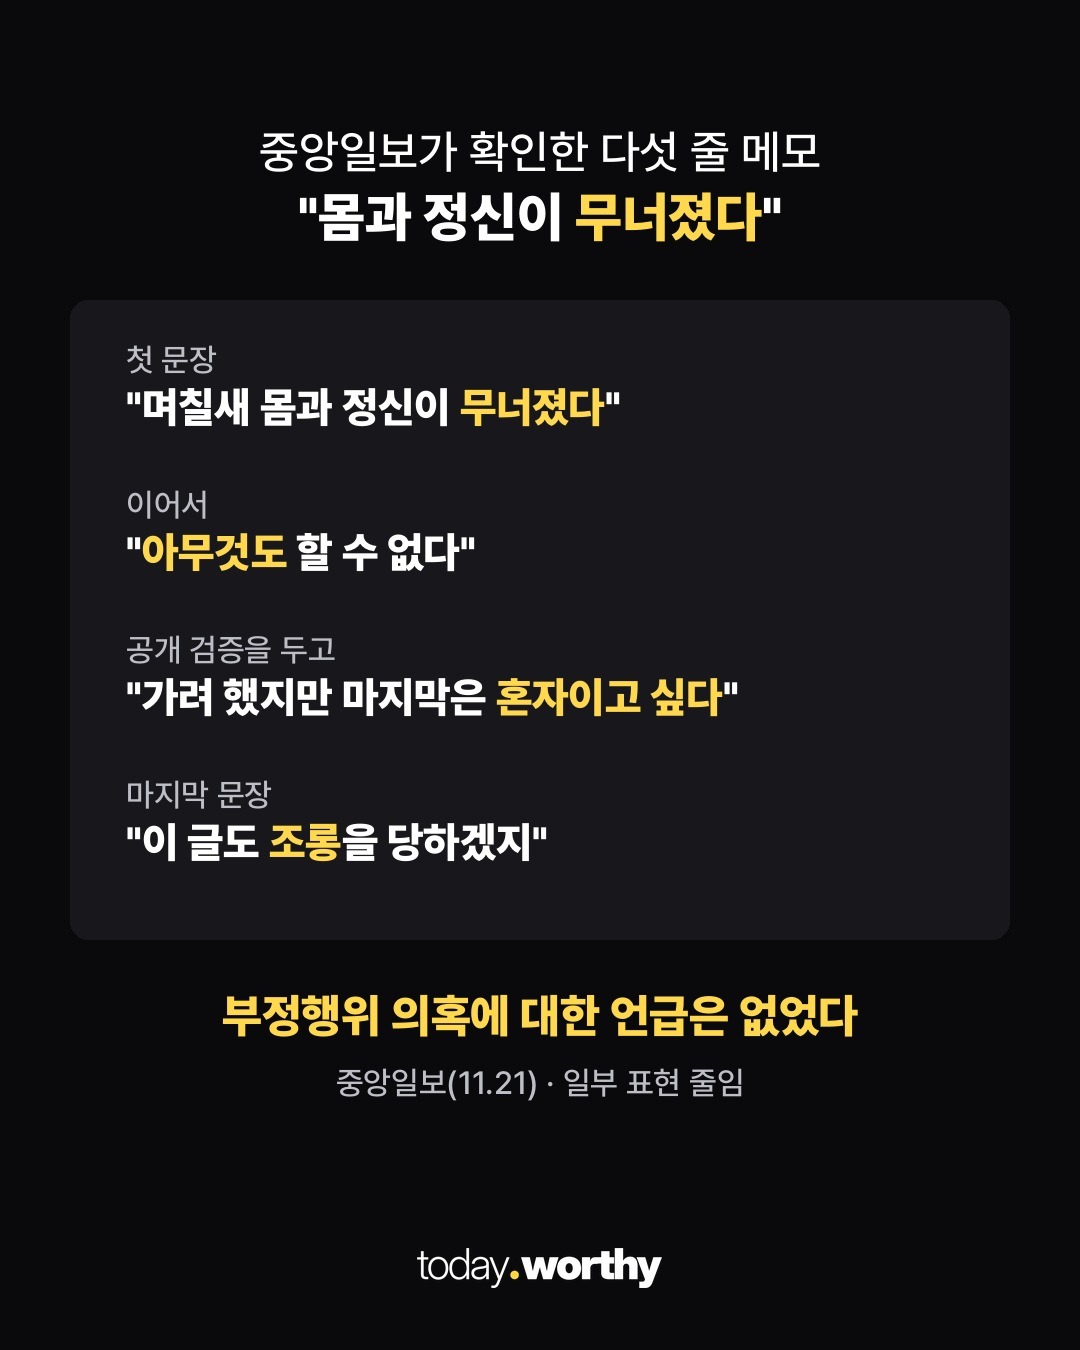 중앙일보가 확인한 다섯 줄 메모
"몸과 정신이 무너졌다"
첫 문장
"며칠새 몸과 정신이 무너졌다"
이어서
"아무것도 할 수 없다"
공개 검증을 두고
"가려 했지만 마지막은 혼자이고 싶다"
마지막 문장
"이 글도 조롱을 당하겠지"
부정행위 의혹에 대한 언급은 없었다
중앙일보(11.21) · 일부 표현 줄임
today.worthy